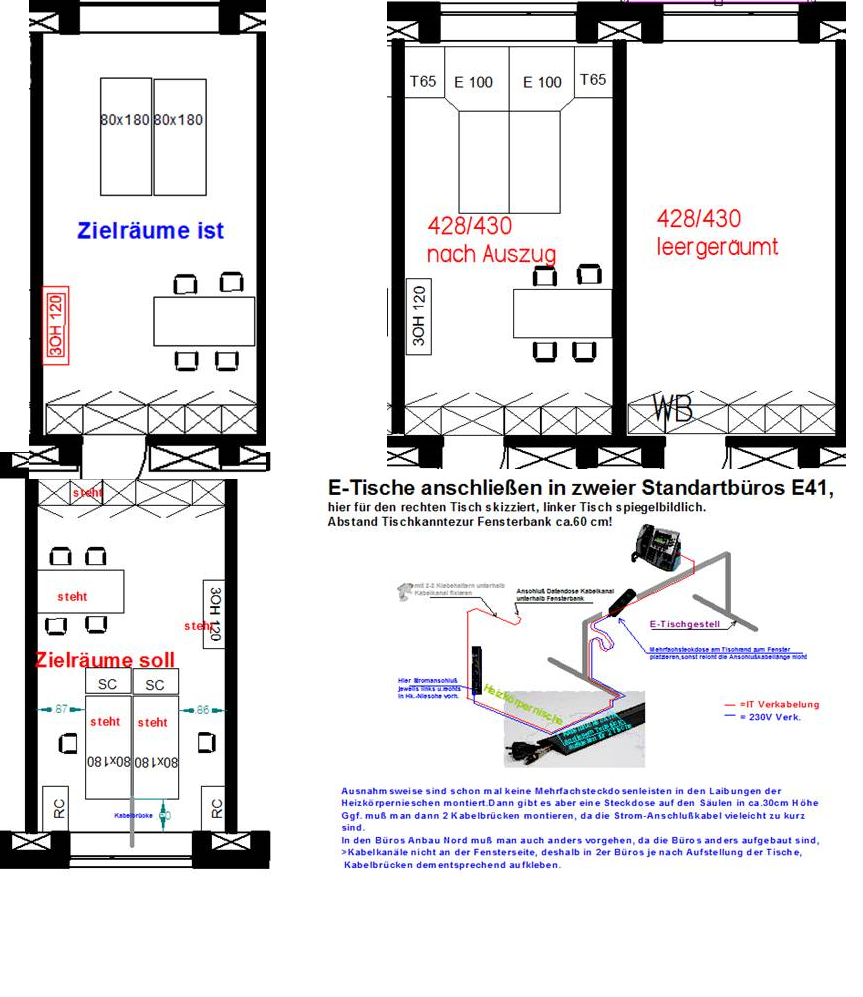 80x180
80x180
Zielräume ist
3OH 120
T65
E 100
E 100
T65
428/430
nach Auszug
3OH 120
428/430
leergeräumt
WB
steht
steht
3OH 120
steht
Zielräume soll
SC
SC
87
86
steht
steht
80x180
80x180
RC
RC
Kabelbrücke
E-Tische anschließen in zweier Standartbüros E41,
hier für den rechten Tisch skizziert, linker Tisch spiegelbildlich.
Abstand Tischkantezur Fensterbank ca.60 cm!
mit 2-3 Klebehaltern unterhalb
Kabelkanal fixieren
Anschluß Datendose Kabelkanal
unterhalb Fensterbank
E-Tischgestell
Mehrfachsteckdose am Tischrand zum Fenster
platzieren,sonst reicht die Anschlußkabellänge nicht
Hier Stromanschluß
jeweils links u.rechts
in Hk.-Niesche vorh.
Heizkörpernische
=IT Verkabelung
= 230V Verk.
Ausnahmsweise sind schon mal keine Mehrfachsteckdosenleisten in den Laibungen der
Heizkörpernieschen montiert.Dann gibt es aber eine Steckdose auf den Säulen in ca.30cm Höhe
Ggf. muß man dann 2 Kabelbrücken montieren, da die Strom-Anschlußkabel vieleicht zu kurz
sind.
In den Büros Anbau Nord muß man auch anders vorgehen, da die Büros anders aufgebaut sind,
>Kabelkanäle nicht an der Fensterseite, deshalb in 2er Büros je nach Aufstellung der Tische,
Kabelbrücken dementsprechend aufkleben.